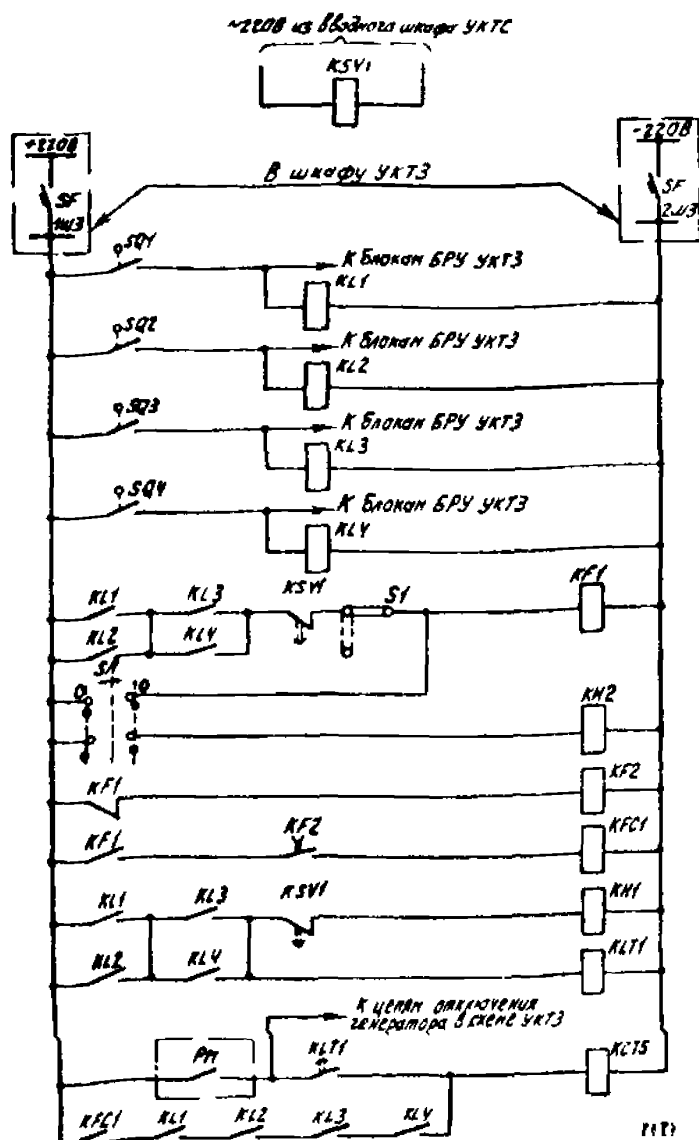 ~220В из вводного шкафа УКТС
KSV1
+220В
-220В
В шкафу УКТЗ
SF
SF
1ШЗ
2ШЗ
SQ1
К блокам БРУ УКТЗ
KL1
SQ2
К блокам БРУ УКТЗ
KL2
SQ3
К блокам БРУ УКТЗ
KL3
SQ4
К блокам БРУ УКТЗ
KL4
KL1
KL3
KSV1
S1
KF1
KL2
KL4
SA
O
O
KH2
KF1
KF2
KF1
KF2
KFC1
KL1
KL3
KSV1
KH1
KL2
KL4
KLT1
К цепям отключения
генератора в схеме УКТЗ
РМ
KLT1
KCT5
KFC1
KL1
KL2
KL3
KL4